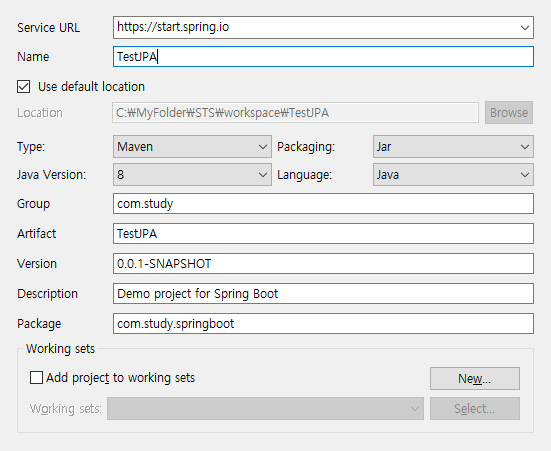 Service URL https://start.spring.io
Name TestJPA
Use default location
Location C:₩MyFolder₩STS₩workspace₩TestJPA Browse
Type: Maven Packaging: Jar
Java Version: 8 Language: Java
Group com.study
Artifact TestJPA
Version 0.0.1-SNAPSHOT
Description Demo project for Spring Boot
Package com.study.springboot
Working sets
Add project to working sets New...
Working sets: Select...